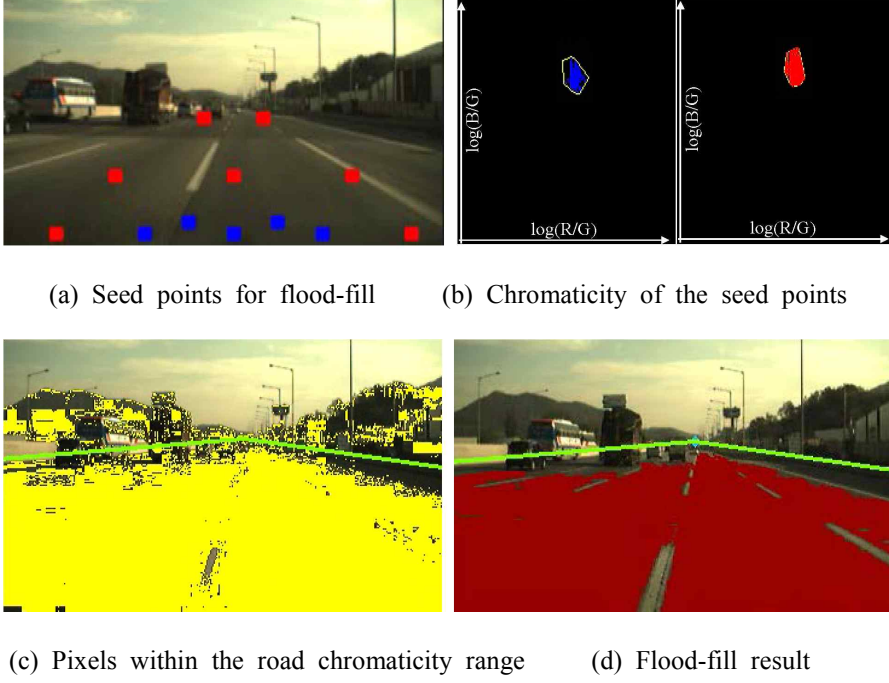 log(B/G)
log(R/G)
log(B/G)
log(R/G)
(a) Seed points for flood-fill
(b) Chromaticity of the seed points
(c) Pixels within the road chromaticity range
(d) Flood-fill result